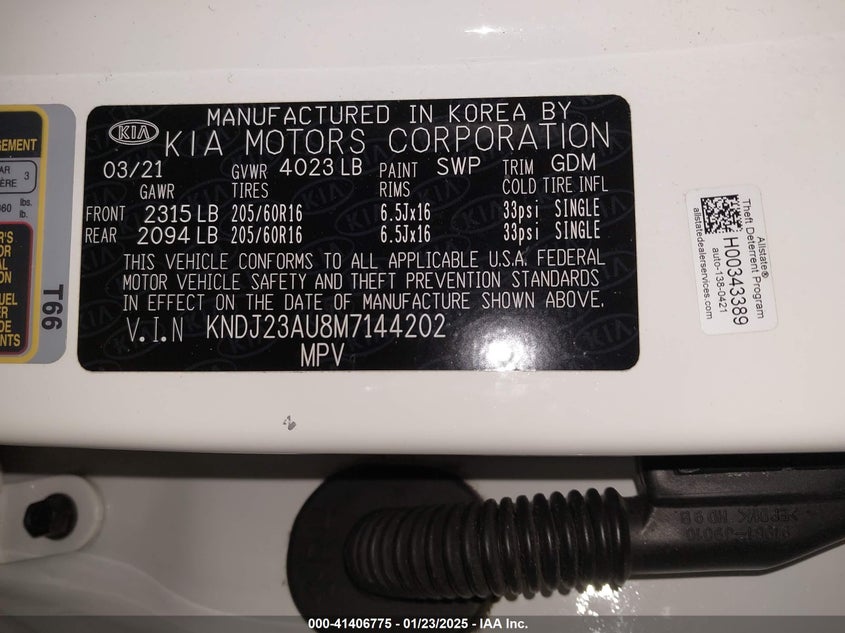 MANUFACTURED IN KOREA BY
KIA KIA MOTORS CORPORATION
03/21 GVWR 4023 LB PAINT SWP TRIM GDM
GAWR TIRES RIMS COLD TIRE INFL
FRONT 2315 LB 205/60R16 6.5Jx16 33psi SINGLE
REAR 2094 LB 205/60R16 6.5Jx16 33psi SINGLE
THIS VEHICLE CONFORMS TO ALL APPLICABLE U.S.A. FEDERAL
MOTOR VEHICLE SAFETY AND THEFT PREVENTION STANDARDS
IN EFFECT ON THE DATE OF MANUFACTURE SHOWN ABOVE.
V.I.N KNDJ23AU8M7144202
MPV
T66
Allstate®
Theft Deterrent Program
H00343389
auto-138-0421
allstatedealerservices.com
000-41406775 - 01/23/2025 - IAA Inc.